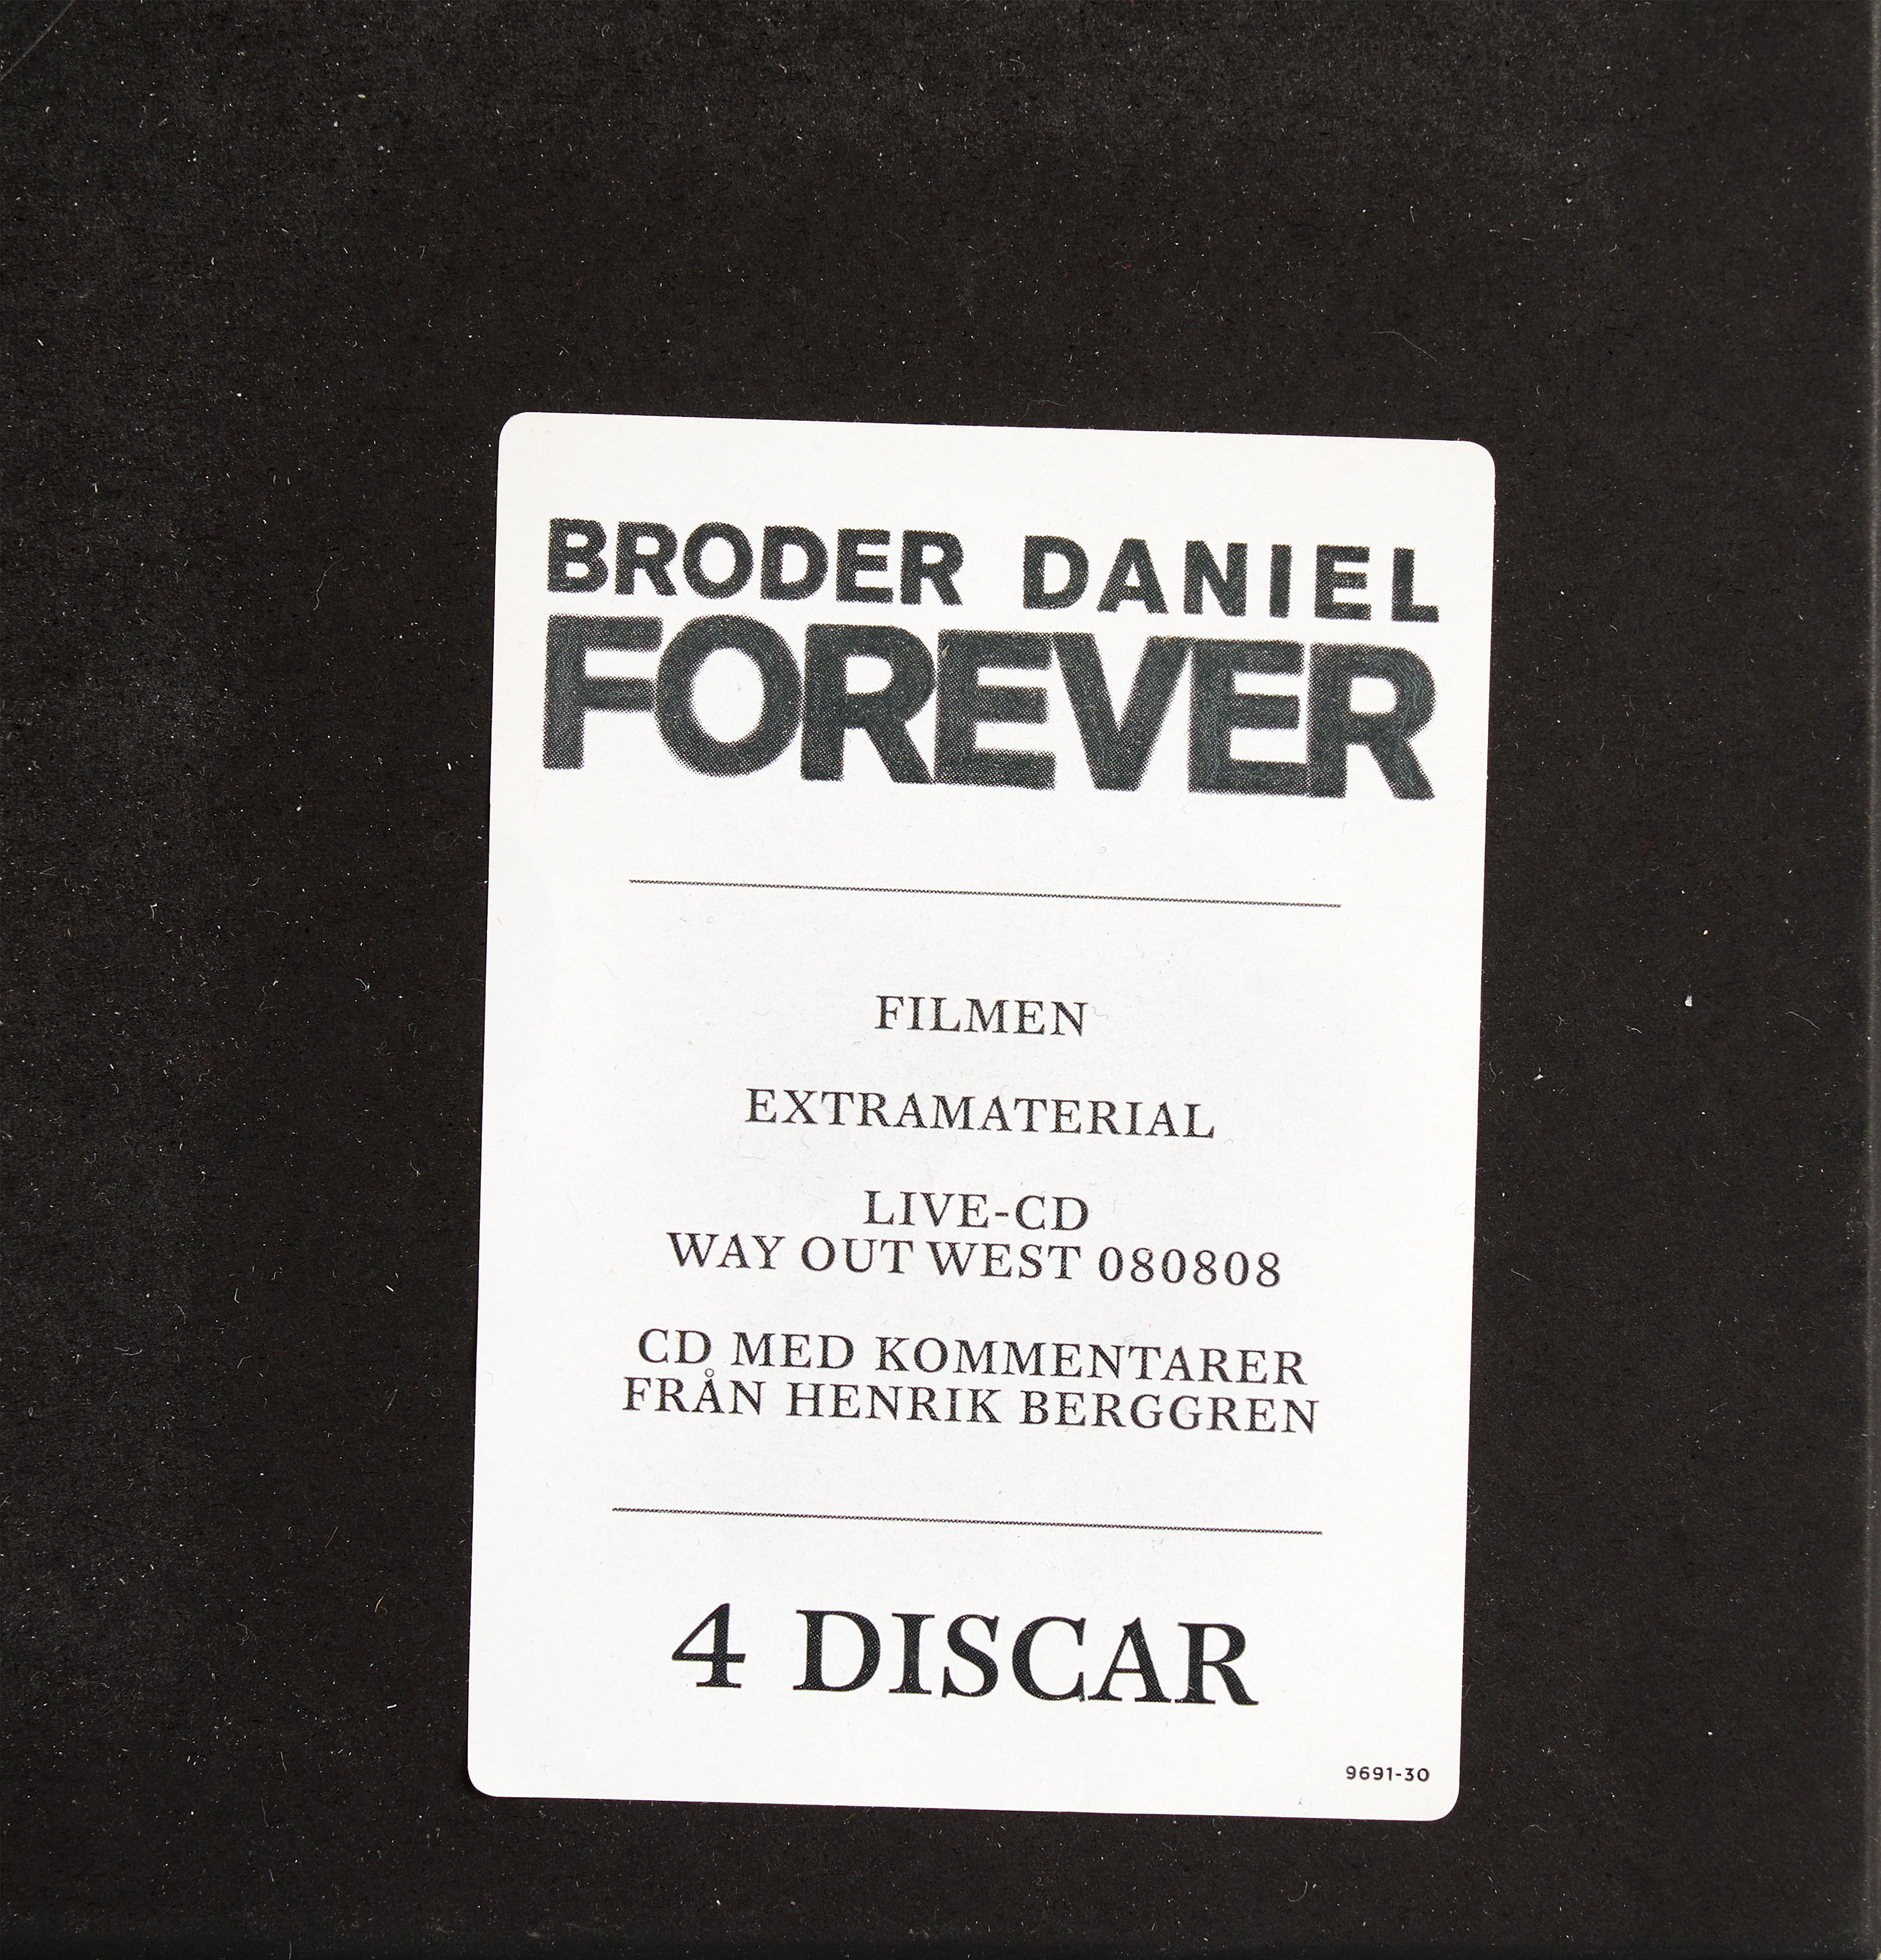 BRODER DANIEL
FOREVER
FILMEN
EXTRAMATERIAL
LIVE-CD
WAY OUT WEST 080808
CD MED KOMMENTARER
FRÅN HENRIK BERGGREN
4 DISCAR
9691-30